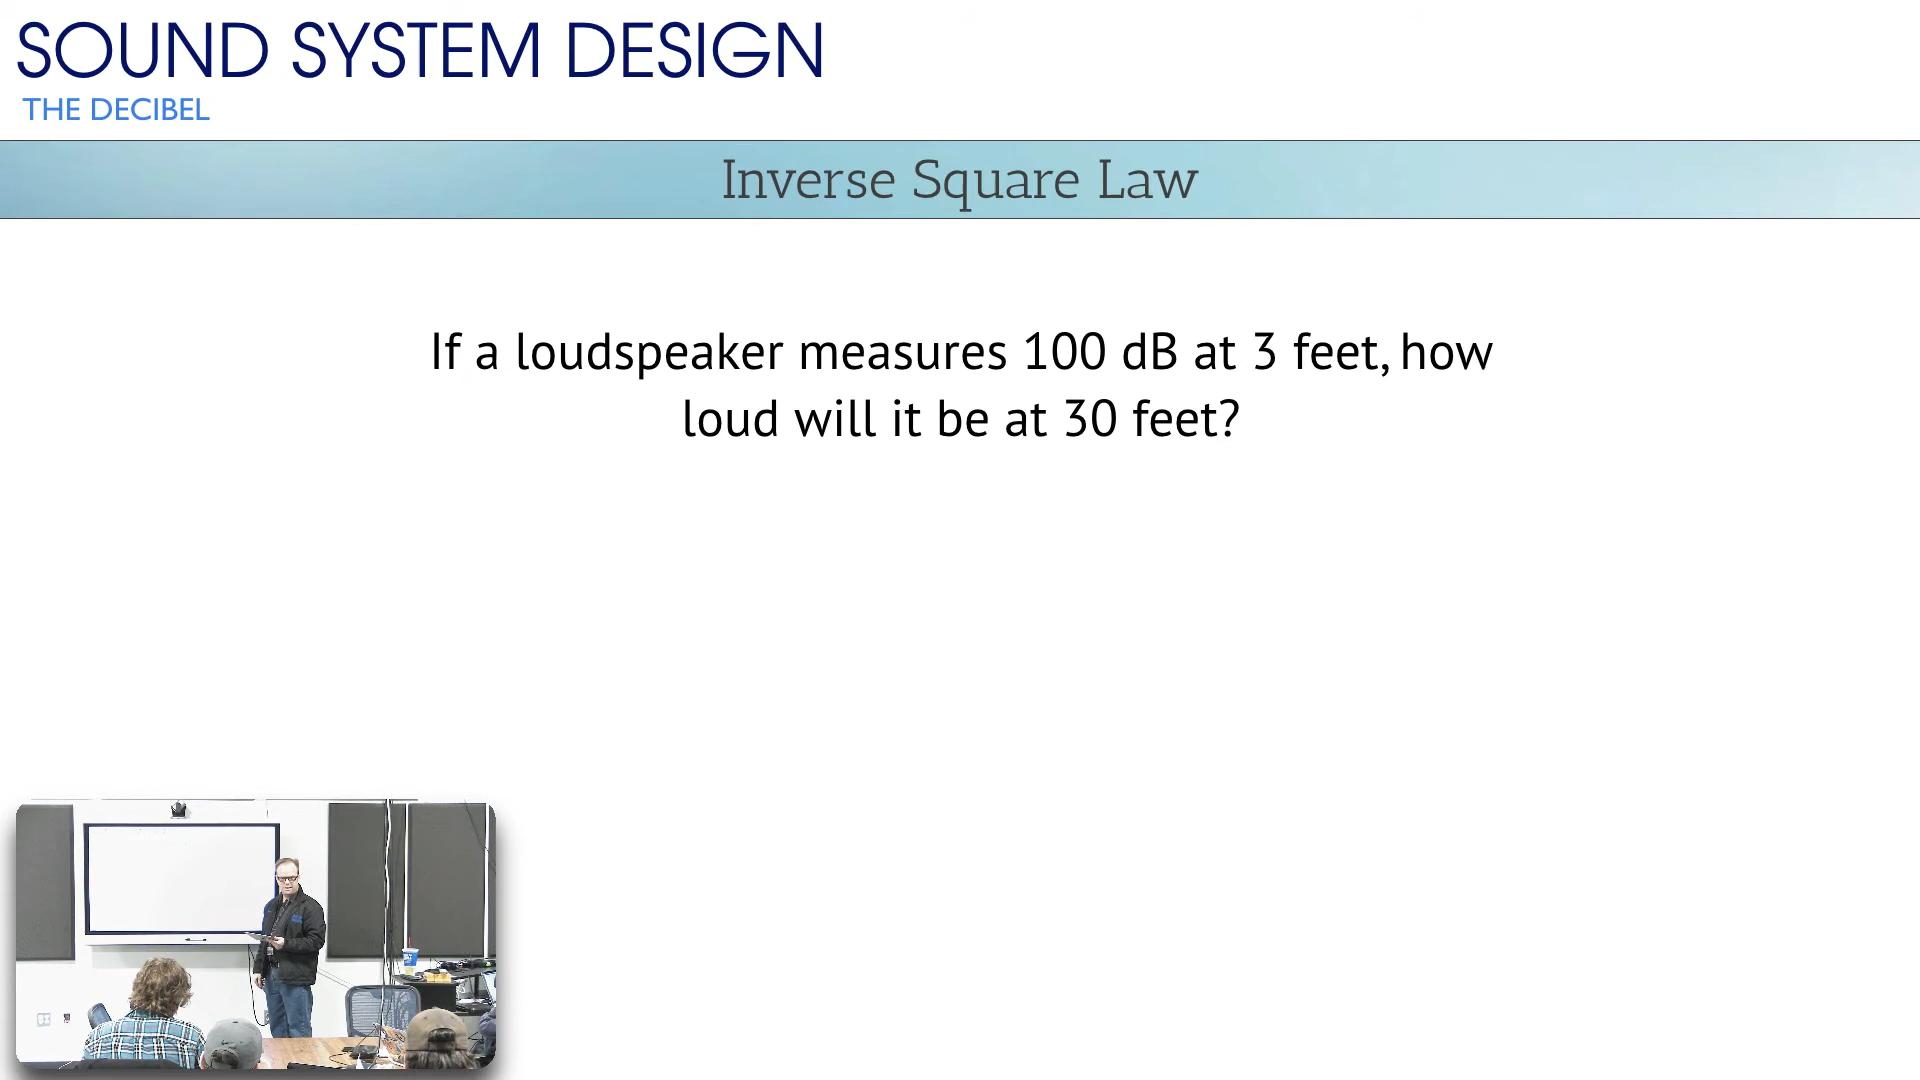 SOUND SYSTEM DESIGN
THE DECIBEL
Inverse Square Law
If a loudspeaker measures 100 dB at 3 feet, how
loud will it be at 30 feet?